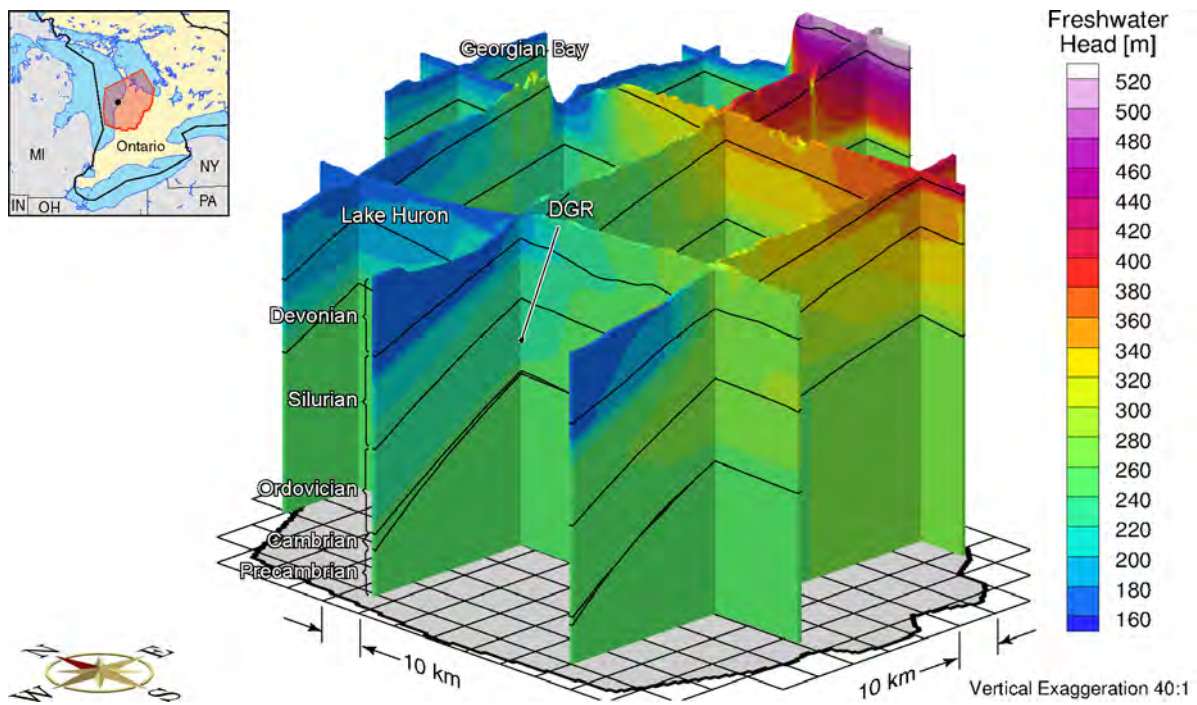 MI
Ontario
NY
PA
IN
OH
Georgian Bay
Lake Huron
DGR
Devonian
Silurian
Ordovician
Cambrian
Precambrian
10 km
10 km
N
E
W
S
Freshwater
Head [m]
520
500
480
460
440
420
400
380
360
340
320
300
280
260
240
220
200
180
160
Vertical Exaggeration 40:1